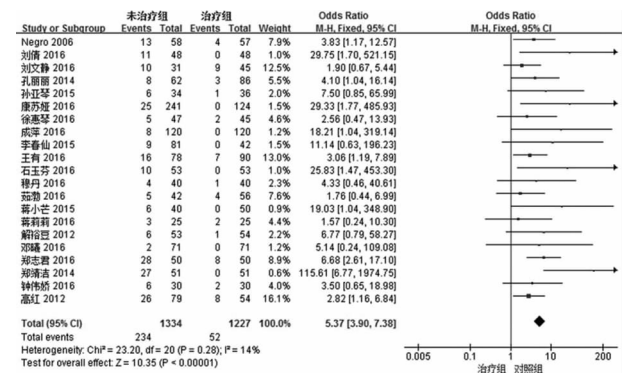 未治疗组 治疗组 Odds Ratio Odds Ratio
Study or Subgroup Events Total Events Total Weight M-H, Fixed, 95% CI M-H, Fixed, 95% CI
Negro 2006 13 58 4 57 7.9% 3.83 [1.17, 12.57]
刘倩 2016 11 48 0 48 0.9% 29.75 [1.70, 521.15]
刘文静 2016 10 31 9 45 12.4% 1.90 [0.67, 5.44]
孔丽丽 2014 8 62 3 86 5.4% 4.10 [1.04, 16.14]
孙亚琴 2015 6 34 1 36 2.0% 7.50 [0.85, 65.99]
康苏娅 2016 25 241 0 124 1.5% 29.33 [1.77, 485.93]
徐惠琴 2016 5 47 2 45 4.4% 2.56 [0.47, 13.93]
成萍 2016 8 120 0 120 1.1% 18.21 [1.04, 319.14]
李春仙 2015 9 81 0 42 1.4% 11.14 [0.63, 196.23]
王有 2016 16 78 7 90 12.4% 3.06 [1.19, 7.89]
石玉芬 2016 10 53 0 53 1.0% 25.83 [1.47, 453.30]
穆丹 2016 4 40 1 40 2.2% 4.33 [0.46, 40.61]
茹渤 2016 5 42 4 56 7.3% 1.76 [0.44, 6.99]
蒋小芒 2015 6 40 0 50 0.9% 19.03 [1.04, 348.90]
蒋莉莉 2016 3 25 2 25 4.2% 1.57 [0.24, 10.30]
解裕豆 2012 6 53 1 54 2.1% 6.77 [0.79, 58.27]
邓曦 2016 2 71 0 71 1.2% 5.14 [0.24, 109.08]
郑志君 2016 28 50 8 50 8.6% 6.68 [2.61, 17.10]
郑清洁 2014 27 51 0 51 0.6% 115.61 [6.77, 1974.75]
钟伟娇 2016 6 30 2 30 3.9% 3.50 [0.65, 18.98]
高红 2012 26 79 8 54 16.1% 2.82 [1.16, 6.84]
Total (95% CI) 1334 1227 100.0% 5.37 [3.90, 7.38]
Total events 234 52
Heterogeneity: Chi² = 23.20, df = 20 (P = 0.28); I² = 14%
Test for overall effect: Z = 10.35 (P < 0.00001)
0.005 0.1 1 10 200
治疗组 对照组